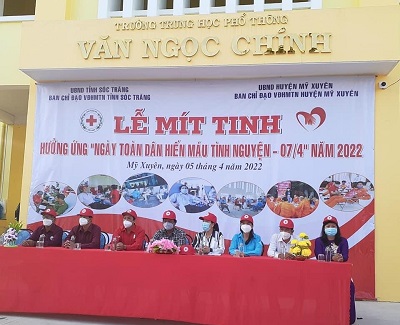 TRƯỜNG TRUNG HỌC PHỔ THÔNG
VĂN NGỌC CHÍNH
UBND TỈNH SÓC TRĂNG
BAN CHỈ ĐẠO VĐHMTN TỈNH SÓC TRĂNG
UBND HUYỆN MỸ XUYÊN
BAN CHỈ ĐẠO VĐHMTN HUYỆN MỸ XUYÊN
LỄ MÍT TINH
HƯỞNG ỨNG "NGÀY TOÀN DÂN HIẾN MÁU TÌNH NGUYỆN - 07/4" NĂM 2022
Mỹ Xuyên, ngày 05 tháng 4 năm 2022